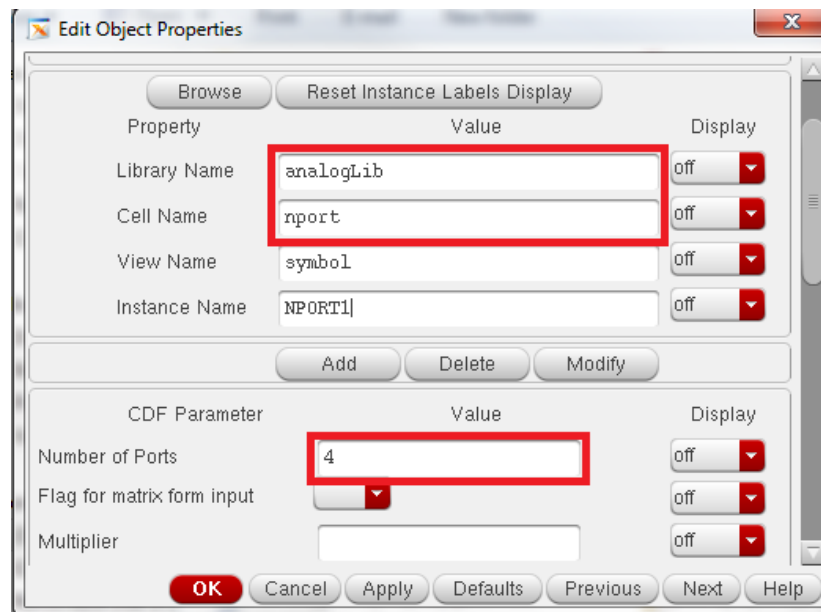 Edit Object Properties
Browse Reset Instance Labels Display
Property Value Display
Library Name analogLib off
Cell Name nport off
View Name symbol off
Instance Name NPORT1 off
Add Delete Modify
CDF Parameter Value Display
Number of Ports 4 off
Flag for matrix form input off
Multiplier off
OK Cancel Apply Defaults Previous Next Help